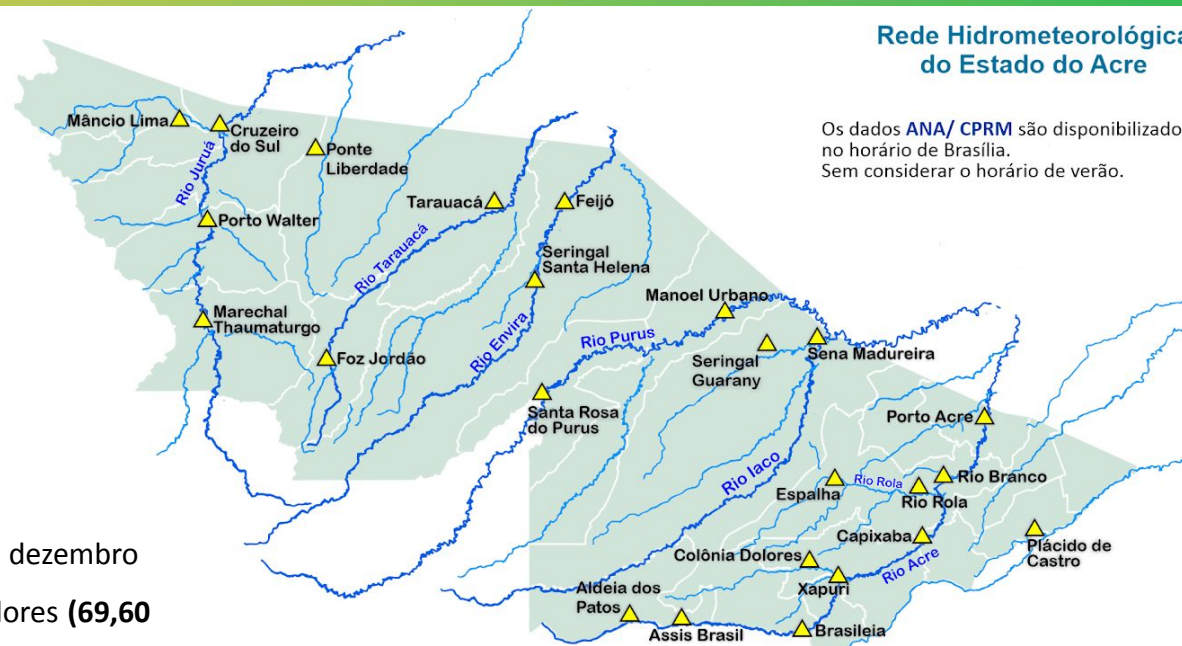 Rede Hidrometeorológica
do Estado do Acre
Os dados ANA/ CPRM são disponibilizado
no horário de Brasília.
Sem considerar o horário de verão.
Mâncio Lima
Cruzeiro
do Sul
Ponte
Liberdade
Rio Juruá
Porto Walter
Tarauacá
Feijó
Rio Tarauacá
Seringal
Santa Helena
Marechal
Thaumaturgo
Foz Jordão
Rio Envira
Manoel Urbano
Rio Purus
Seringal
Guarany
Sena Madureira
Santa Rosa
do Purus
Porto Acre
Rio Iaco
Espalha
Rio Rola
Rio Rola
Rio Branco
Capixaba
Plácido de
Castro
Colônia Dolores
Rio Acre
Xapuri
Aldeia dos
Patos
Assis Brasil
Brasileia
dezembro
lores (69,60